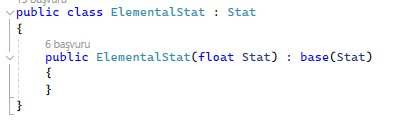 public class ElementalStat : Stat
{
6 başvuru
public ElementalStat(float Stat) : base(Stat)
{
}
}